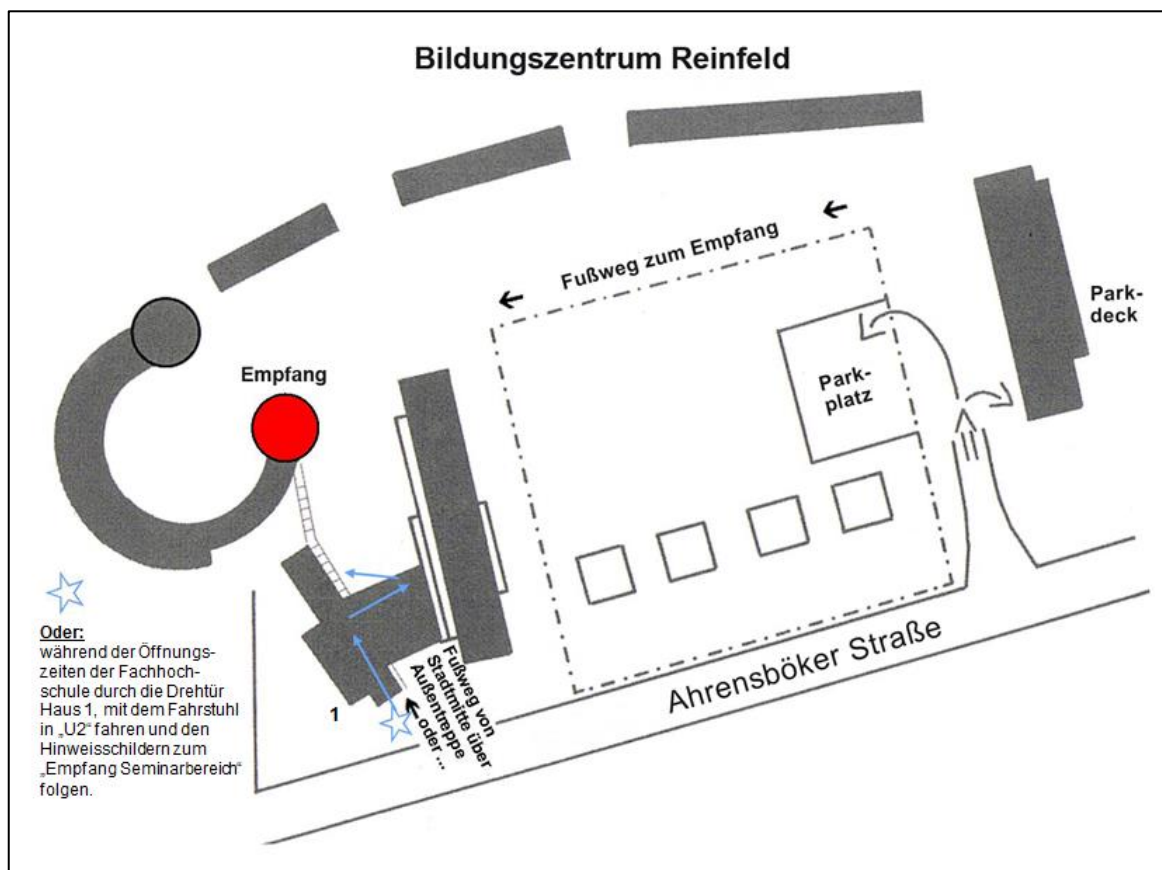 Bildungszentrum Reinfeld
Fußweg zum Empfang
Park-
deck
Empfang
Park-
platz
Oder:
während der Öffnungs-
zeiten der Fachhoch-
schule durch die Drehtür
Haus 1, mit dem Fahrstuhl
in „U2“ fahren und den
Hinweisschildern zum
„Empfang Seminarbereich“
folgen.
1
Fußweg von
Stadtmitte über
Außentreppe
oder ...
Ahrensböker Straße